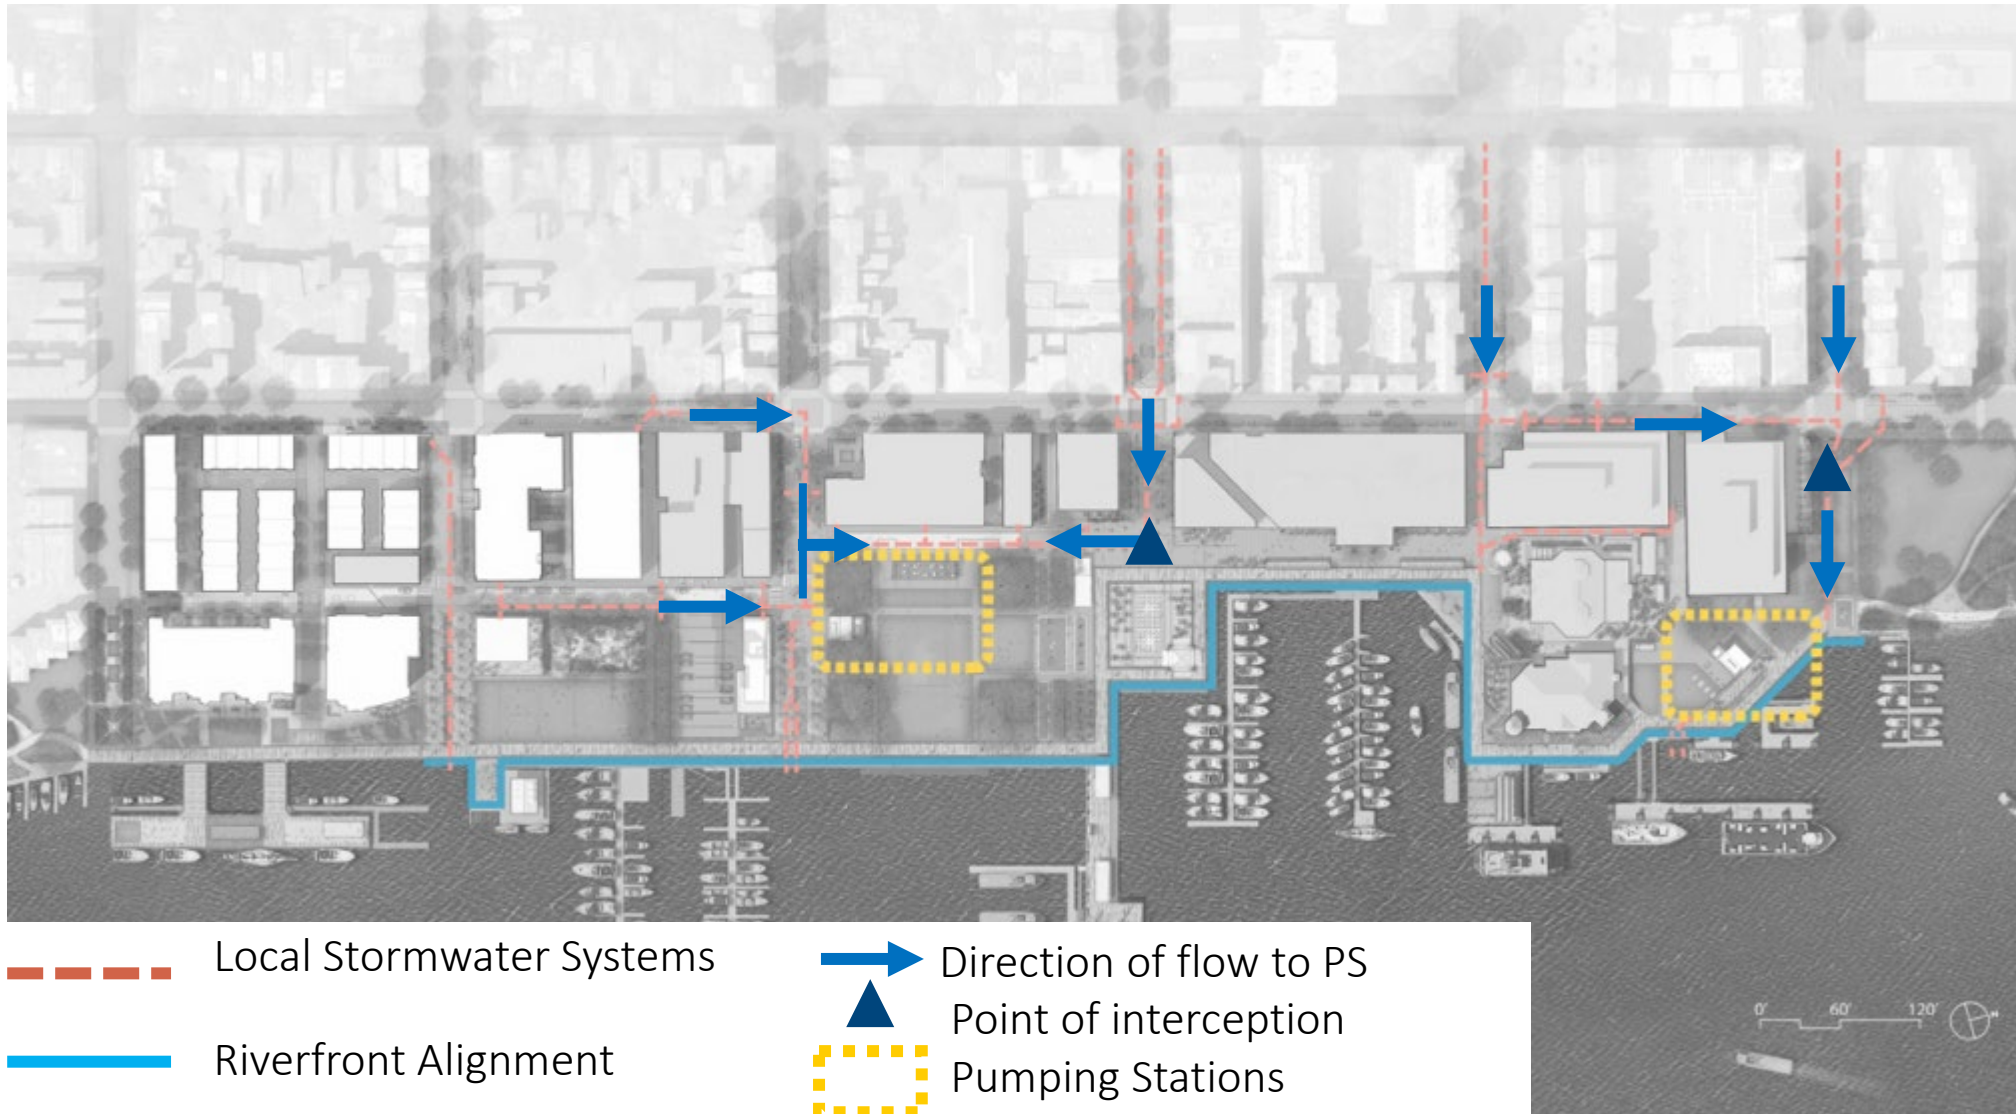 0' 60' 120'
N
Local Stormwater Systems
Direction of flow to PS
Point of interception
Riverfront Alignment
Pumping Stations